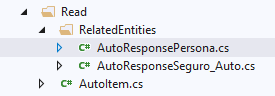 Read
RelatedEntities
C# AutoResponsePersona.cs
C# AutoResponseSeguro_Auto.cs
C# AutoItem.cs